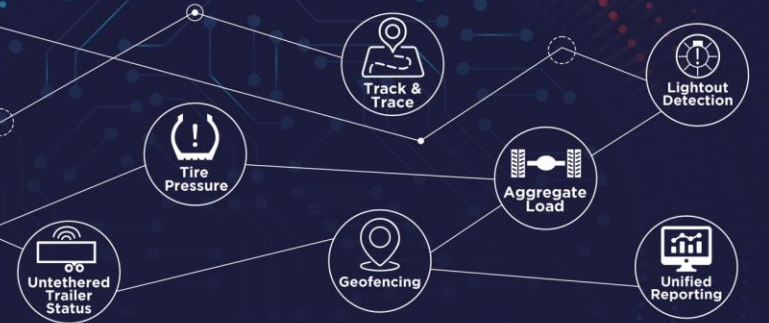 Track &
Trace
Lightout
Detection
Tire
Pressure
Aggregate
Load
Untethered
Trailer
Status
Geofencing
Unified
Reporting